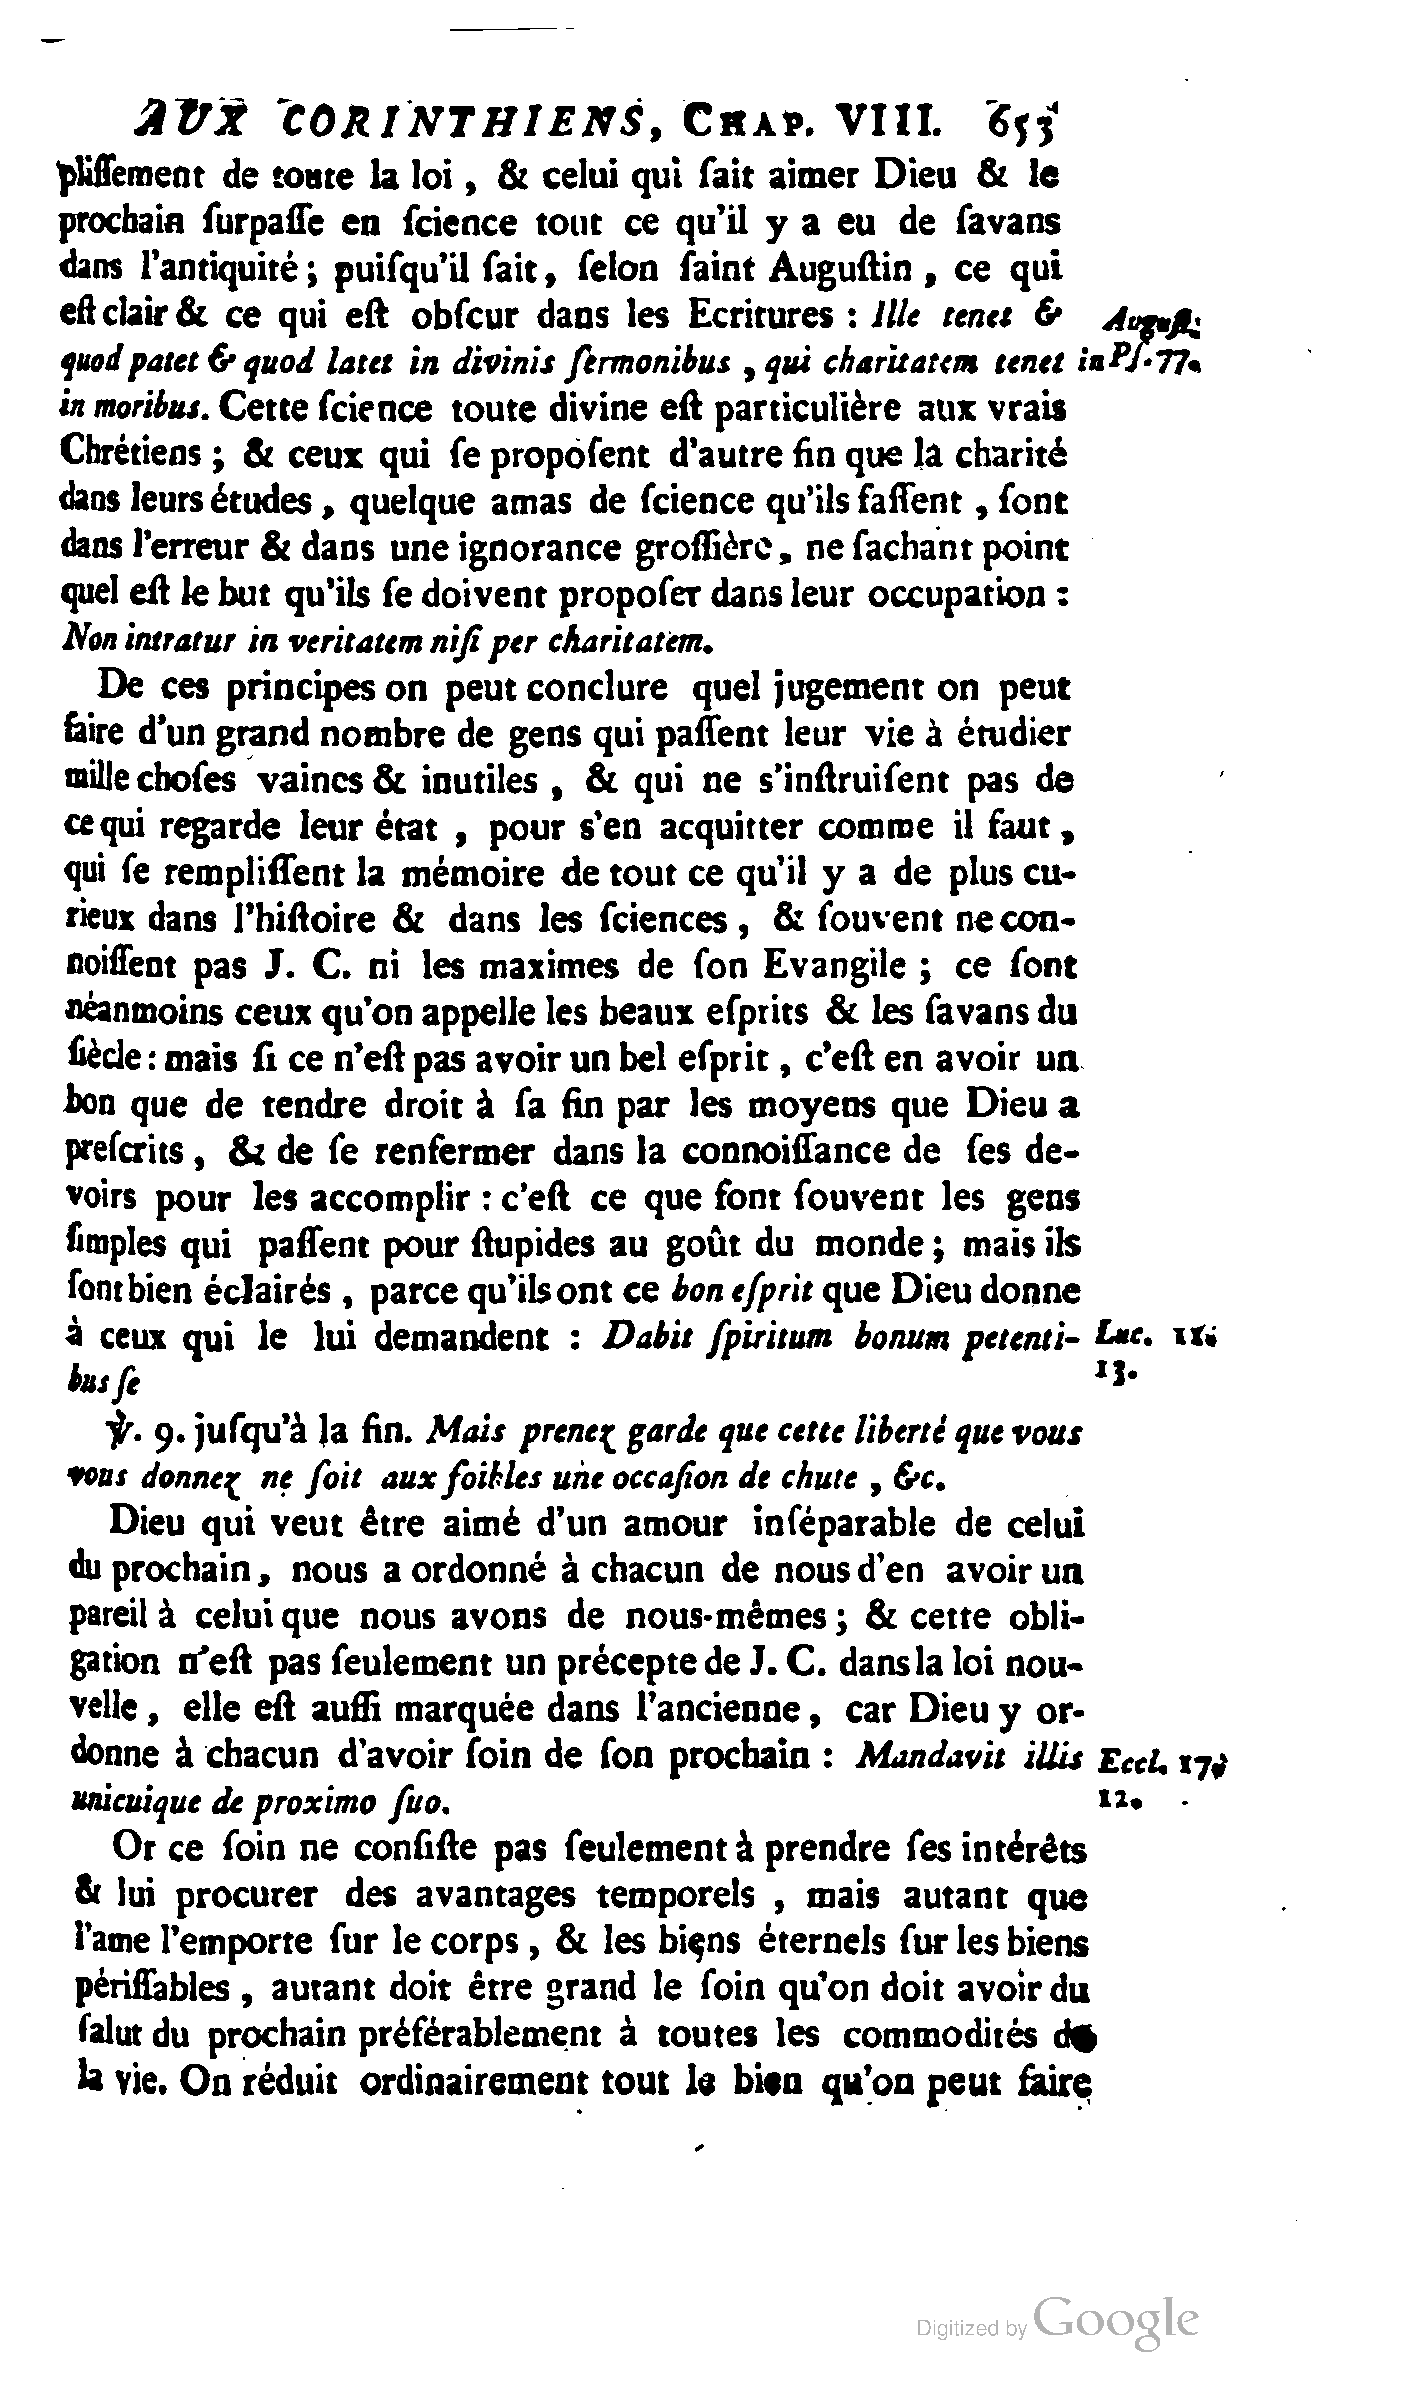 AUX CORINTHIENS, CHAP. VIII. 653
pliſſement de toute la loi, & celui qui ſait aimer Dieu & le
prochain ſurpaſſe en ſcience tout ce qu'il y a eu de ſavans
dans l'antiquité; puiſqu'il ſait, ſelon ſaint Auguſtin, ce qui
eſt clair & ce qui eſt obſcur dans les Ecritures : Ille tenet &
Auguſt.
quod patet & quod latet in divinis ſermonibus, qui charitatem tenet
in Pſ. 77.
in moribus. Cette ſcience toute divine eſt particulière aux vrais
Chrétiens; & ceux qui ſe propoſent d'autre fin que la charité
dans leurs études, quelque amas de ſcience qu'ils faſſent, ſont
dans l'erreur & dans une ignorance groſſière, ne ſachant point
quel eſt le but qu'ils ſe doivent propoſer dans leur occupation :
Non intratur in veritatem niſi per charitatem.
De ces principes on peut conclure quel jugement on peut
faire d'un grand nombre de gens qui paſſent leur vie à étudier
mille choſes vaines & inutiles, & qui ne s'inſtruiſent pas de
ce qui regarde leur état, pour s'en acquitter comme il faut,
qui ſe rempliſſent la mémoire de tout ce qu'il y a de plus cu-
rieux dans l'hiſtoire & dans les ſciences, & ſouvent ne con-
noiſſent pas J. C. ni les maximes de ſon Evangile; ce ſont
néanmoins ceux qu'on appelle les beaux eſprits & les ſavans du
ſiècle : mais ſi ce n'eſt pas avoir un bel eſprit, c'eſt en avoir un
bon que de tendre droit à ſa fin par les moyens que Dieu a
preſcrits, & de ſe renfermer dans la connoiſſance de ſes de-
voirs pour les accomplir : c'eſt ce que font ſouvent les gens
ſimples qui paſſent pour ſtupides au goût du monde; mais ils
ſont bien éclairés, parce qu'ils ont ce bon eſprit que Dieu donne
à ceux qui le lui demandent : Dabit ſpiritum bonum petenti-
Luc. 11.
bus ſe
13.
℣. 9. juſqu'à la fin. Mais prenez garde que cette liberté que vous
vous donnez ne ſoit aux foibles une occaſion de chute, &c.
Dieu qui veut être aimé d'un amour inſéparable de celui
du prochain, nous a ordonné à chacun de nous d'en avoir un
pareil à celui que nous avons de nous-mêmes; & cette obli-
gation n'eſt pas ſeulement un précepte de J. C. dans la loi nou-
velle, elle eſt auſſi marquée dans l'ancienne, car Dieu y or-
donne à chacun d'avoir ſoin de ſon prochain : Mandavit illis
Eccl. 17.
unicuique de proximo ſuo.
12.
Or ce ſoin ne conſiſte pas ſeulement à prendre ſes intérêts
& lui procurer des avantages temporels, mais autant que
l'ame l'emporte ſur le corps, & les biens éternels ſur les biens
périſſables, autant doit être grand le ſoin qu'on doit avoir du
ſalut du prochain préférablement à toutes les commodités de
la vie. On réduit ordinairement tout le bien qu'on peut faire
Digitized by Google